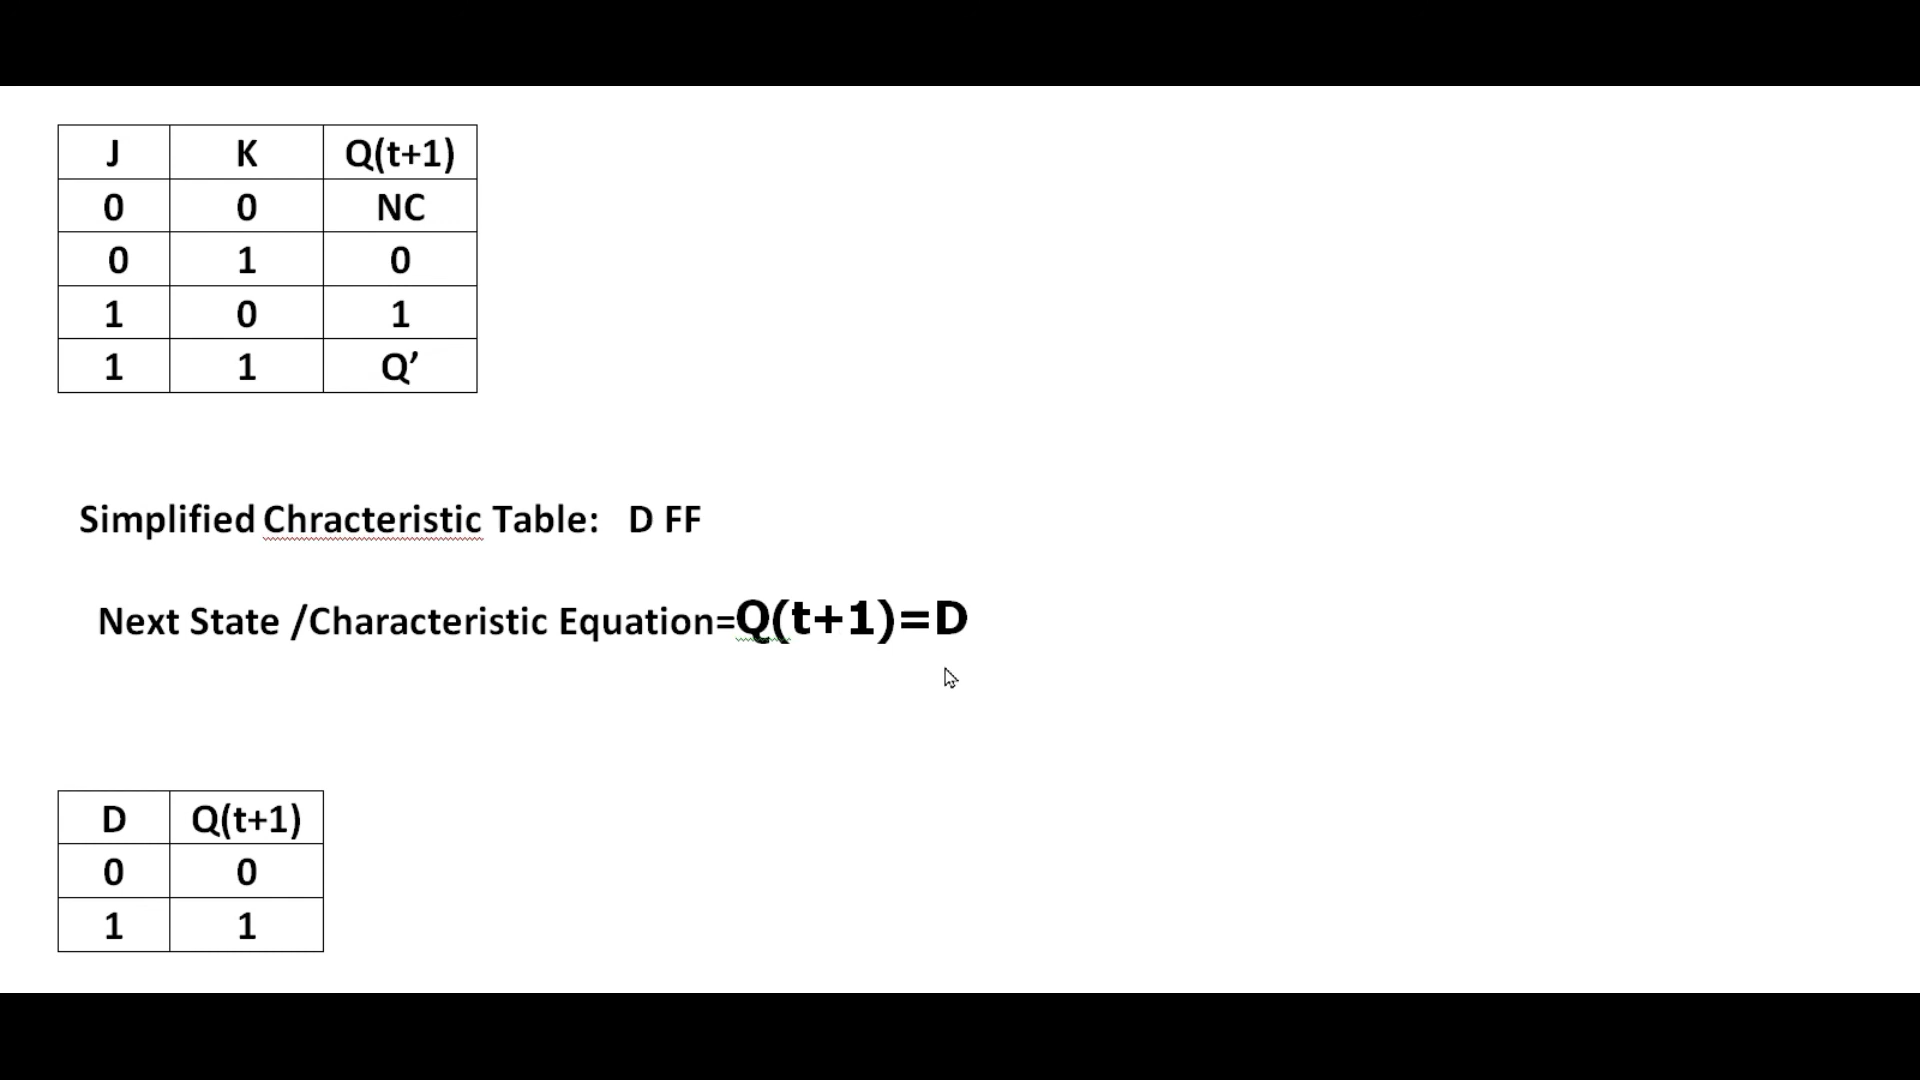 J K Q(t+1)
0 0 NC
0 1 0
1 0 1
1 1 Q’
Simplified Chracteristic Table: D FF
Next State /Characteristic Equation=Q(t+1)=D
D Q(t+1)
0 0
1 1